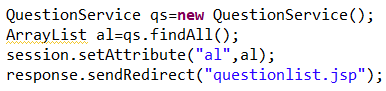 QuestionService qs=new QuestionService();
ArrayList al=qs.findAll();
session.setAttribute("al",al);
response.sendRedirect("questionlist.jsp");